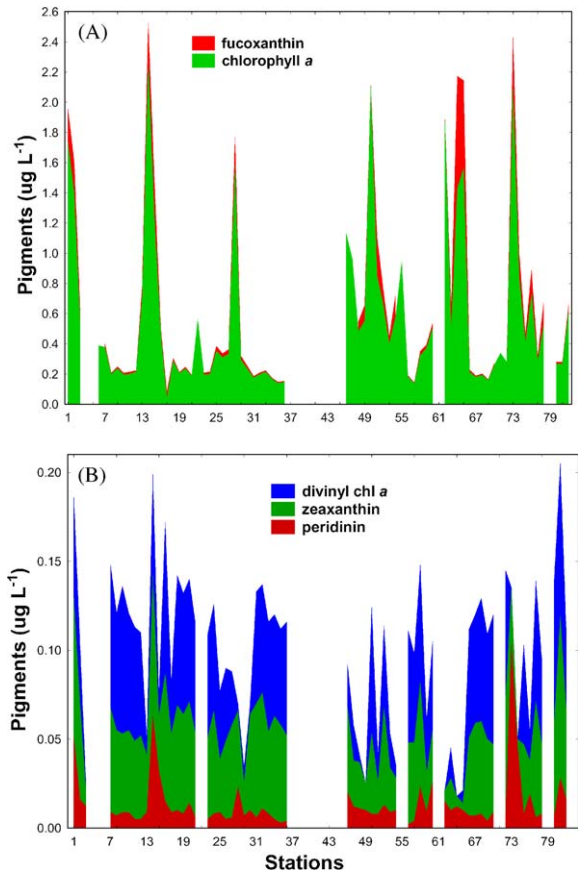 (A)
fucoxanthin
chlorophyll a
Pigments (ug L-1)
2.6
2.4
2.2
2.0
1.8
1.6
1.4
1.2
1.0
0.8
0.6
0.4
0.2
0.0
1 7 13 19 25 31 37 43 49 55 61 67 73 79
(B)
divinyl chl a
zeaxanthin
peridinin
Pigments (ug L-1)
0.20
0.15
0.10
0.05
0.00
1 7 13 19 25 31 37 43 49 55 61 67 73 79
Stations